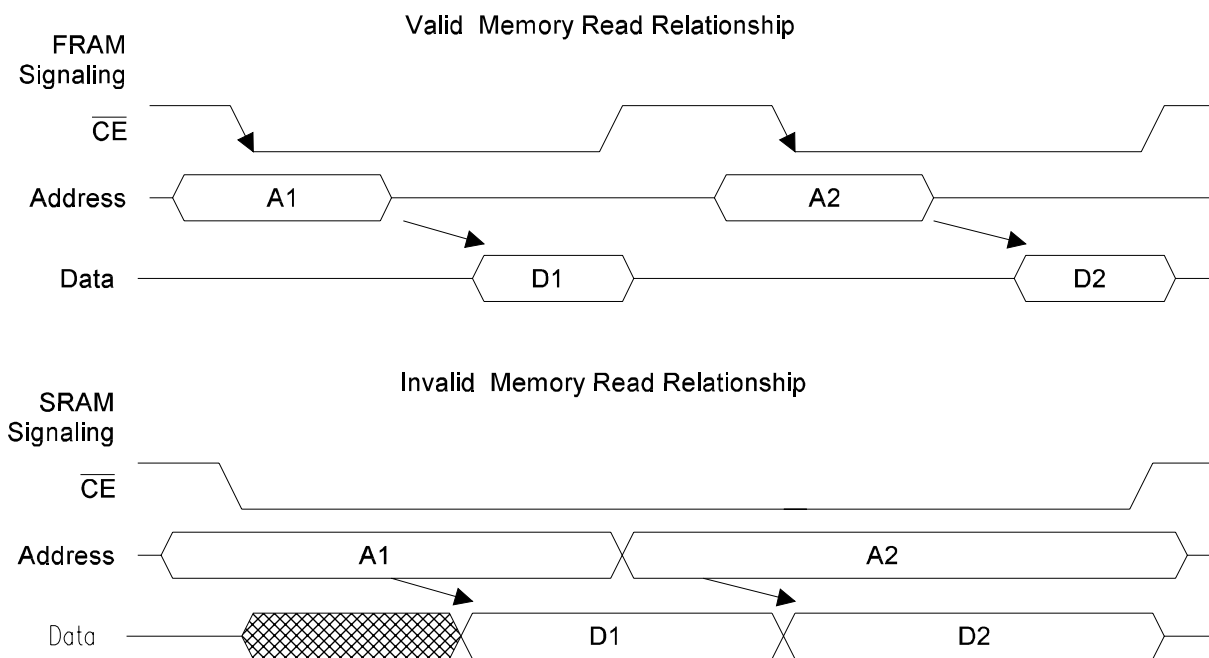 Valid Memory Read Relationship
FRAM
Signaling
CE
Address
A1
A2
Data
D1
D2
Invalid Memory Read Relationship
SRAM
Signaling
CE
Address
A1
A2
Data
D1
D2